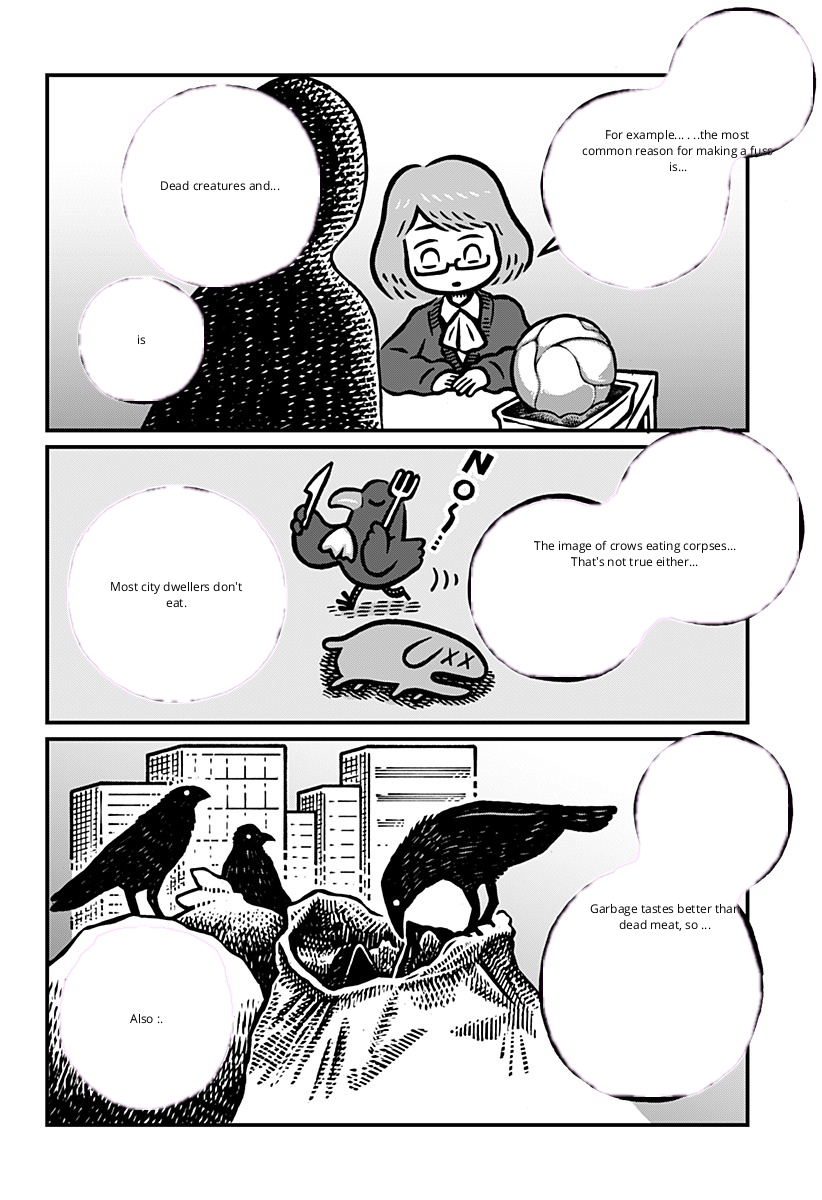 For example... . ..the most
common reason for making a fuss
is...
Dead creatures and...
is
The image of crows eating corpses...
That's not true either...
NO~...
Most city dwellers don't
eat.
Garbage tastes better than
dead meat, so ...
Also :.